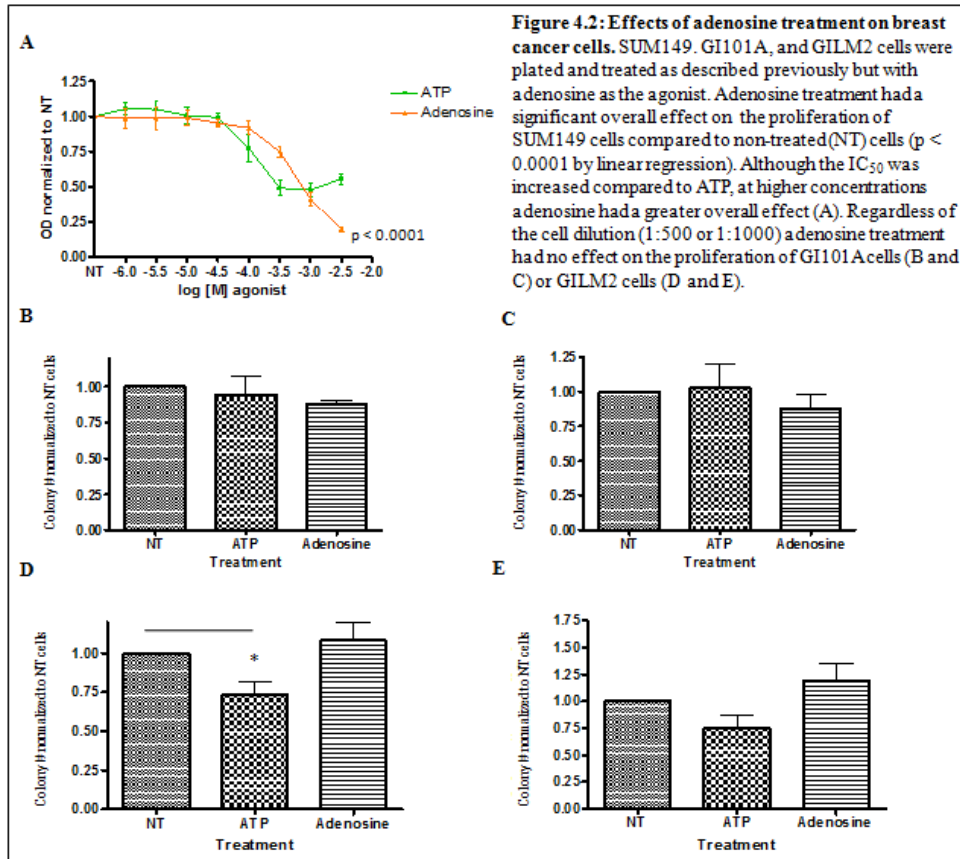 A
1.25
1.00
0.75
0.50
0.25
0.00
OD normalized to NT
ATP
Adenosine
p < 0.0001
NT -6.0 -5.5 -5.0 -4.5 -4.0 -3.5 -3.0 -2.5 -2.0
log [M] agonist
Figure 4.2: Effects of adenosine treatment on breast
cancer cells. SUM149. GI101A, and GILM2 cells were
plated and treated as described previously but with
adenosine as the agonist. Adenosine treatment had a
significant overall effect on the proliferation of
SUM149 cells compared to non-treated (NT) cells (p <
0.0001 by linear regression). Although the IC50 was
increased compared to ATP, at higher concentrations
adenosine had a greater overall effect (A). Regardless of
the cell dilution (1:500 or 1:1000) adenosine treatment
had no effect on the proliferation of GI101A cells (B and
C) or GILM2 cells (D and E).
B
1.00
0.75
0.50
0.25
0.00
Colony # normalized to NT cells
NT ATP Adenosine
Treatment
C
1.25
1.00
0.75
0.50
0.25
0.00
Colony # normalized to NT cells
NT ATP Adenosine
Treatment
D
1.00
0.75
0.50
0.25
0.00
Colony # normalized to NT cells
*
NT ATP Adenosine
Treatment
E
1.75
1.50
1.25
1.00
0.75
0.50
0.25
0.00
Colony # normalized to NT cells
NT ATP Adenosine
Treatment